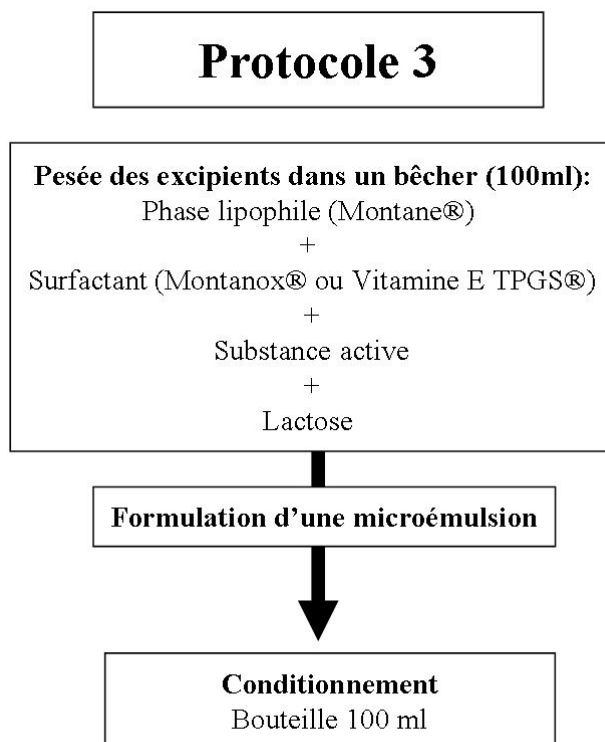 Protocole 3
Pesée des excipients dans un bêcher (100ml):
Phase lipophile (Montane®)
+
Surfactant (Montanox® ou Vitamine E TPGS®)
+
Substance active
+
Lactose
Formulation d’une microémulsion
Conditionnement
Bouteille 100 ml